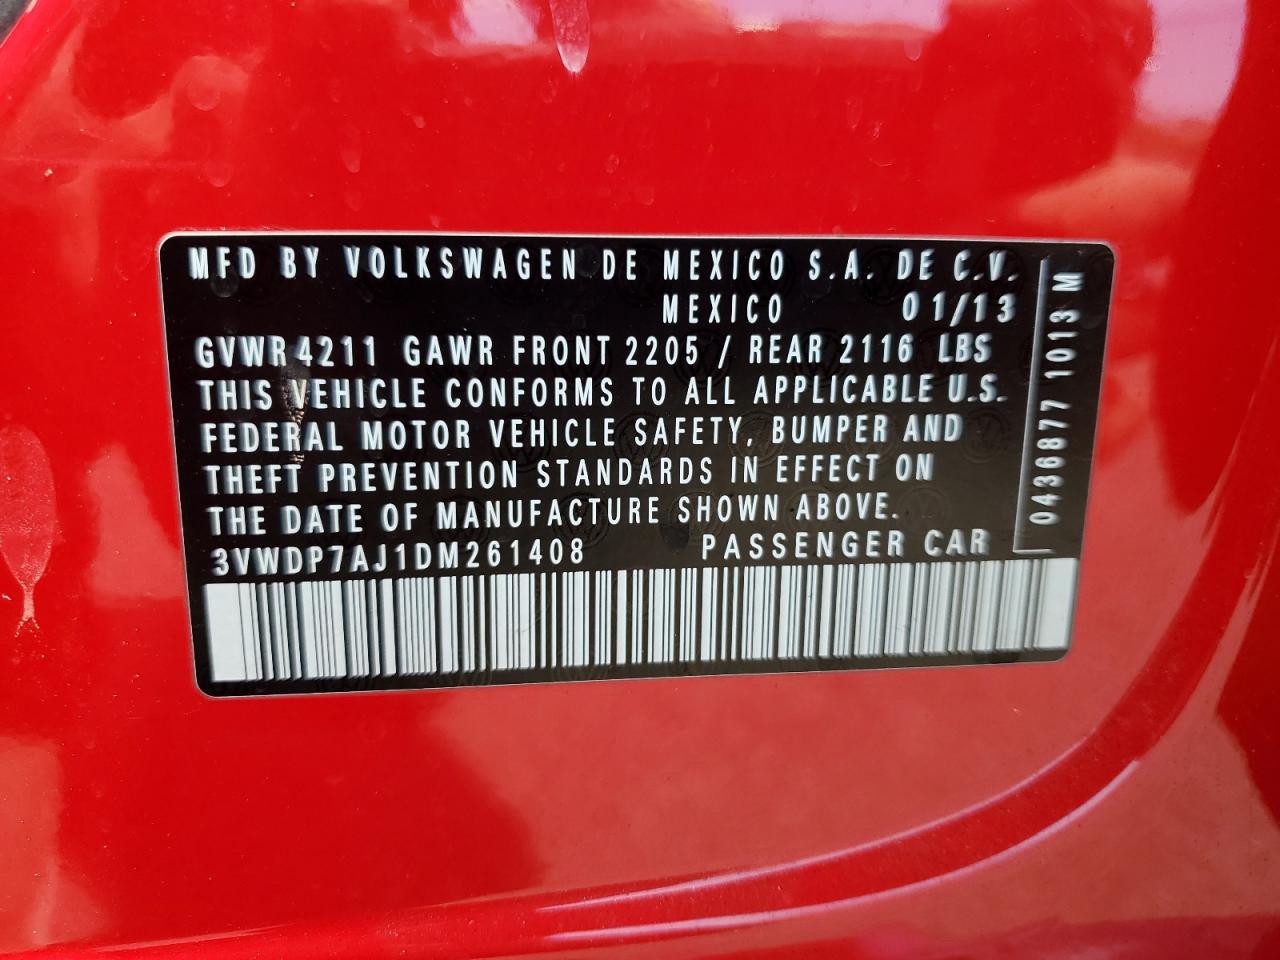 MFD BY VOLKSWAGEN DE MEXICO S.A. DE C.V.
MEXICO 01/13
GVWR 4211 GAWR FRONT 2205 / REAR 2116 LBS
THIS VEHICLE CONFORMS TO ALL APPLICABLE U.S.
FEDERAL MOTOR VEHICLE SAFETY, BUMPER AND
THEFT PREVENTION STANDARDS IN EFFECT ON
THE DATE OF MANUFACTURE SHOWN ABOVE.
3VWDP7AJ1DM261408 PASSENGER CAR
0436877 1013 M